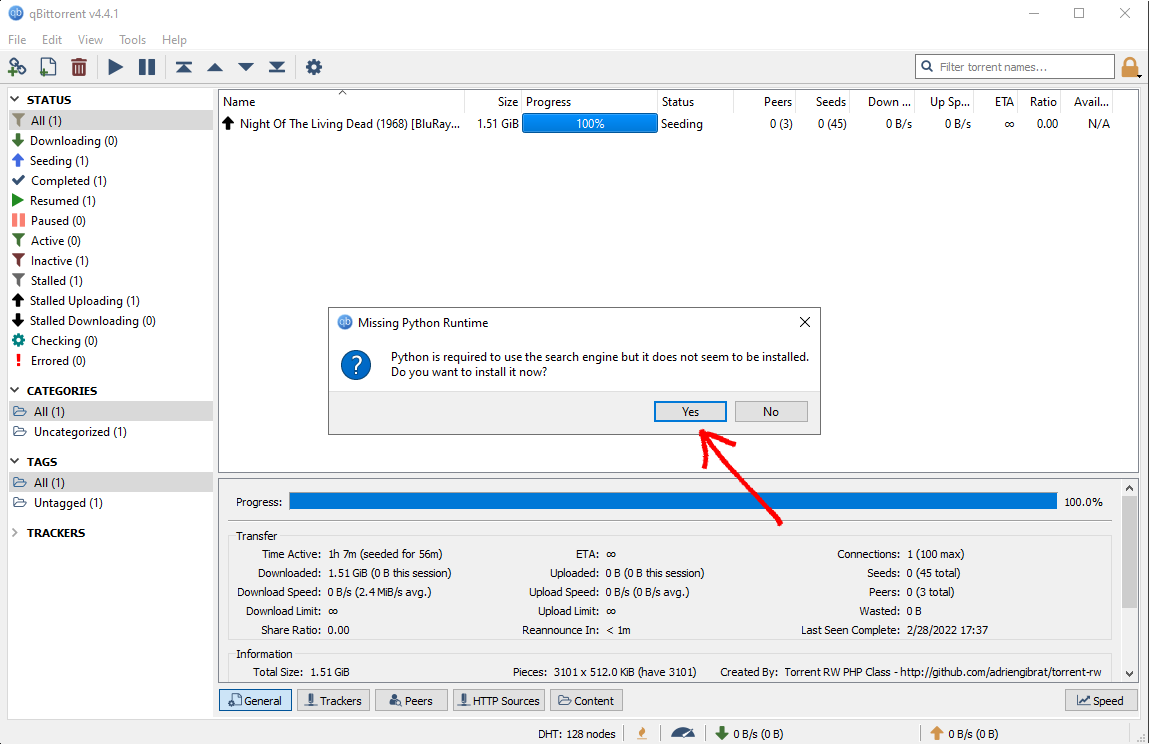 qBittorrent v4.4.1
File Edit View Tools Help
Filter torrent names...
STATUS
All (1)
Downloading (0)
Seeding (1)
Completed (1)
Resumed (1)
Paused (0)
Active (0)
Inactive (1)
Stalled (1)
Stalled Uploading (1)
Stalled Downloading (0)
Checking (0)
Errored (0)
CATEGORIES
All (1)
Uncategorized (1)
TAGS
All (1)
Untagged (1)
TRACKERS
Name Size Progress Status Peers Seeds Down ... Up Sp... ETA Ratio Avail...
Night Of The Living Dead (1968) [BluRay... 1.51 GiB 100% Seeding 0 (3) 0 (45) 0 B/s 0 B/s ∞ 0.00 N/A
Missing Python Runtime
Python is required to use the search engine but it does not seem to be installed.
Do you want to install it now?
Yes No
Progress: 100.0%
Transfer
Time Active: 1h 7m (seeded for 56m) ETA: ∞ Connections: 1 (100 max)
Downloaded: 1.51 GiB (0 B this session) Uploaded: 0 B (0 B this session) Seeds: 0 (45 total)
Download Speed: 0 B/s (2.4 MiB/s avg.) Upload Speed: 0 B/s (0 B/s avg.) Peers: 0 (3 total)
Download Limit: ∞ Upload Limit: ∞ Wasted: 0 B
Share Ratio: 0.00 Reannounce In: < 1m Last Seen Complete: 2/28/2022 17:37
Information
Total Size: 1.51 GiB Pieces: 3101 x 512.0 KiB (have 3101) Created By: Torrent RW PHP Class - http://github.com/adriengibrat/torrent-rw
General Trackers Peers HTTP Sources Content Speed
DHT: 128 nodes 0 B/s (0 B) 0 B/s (0 B)